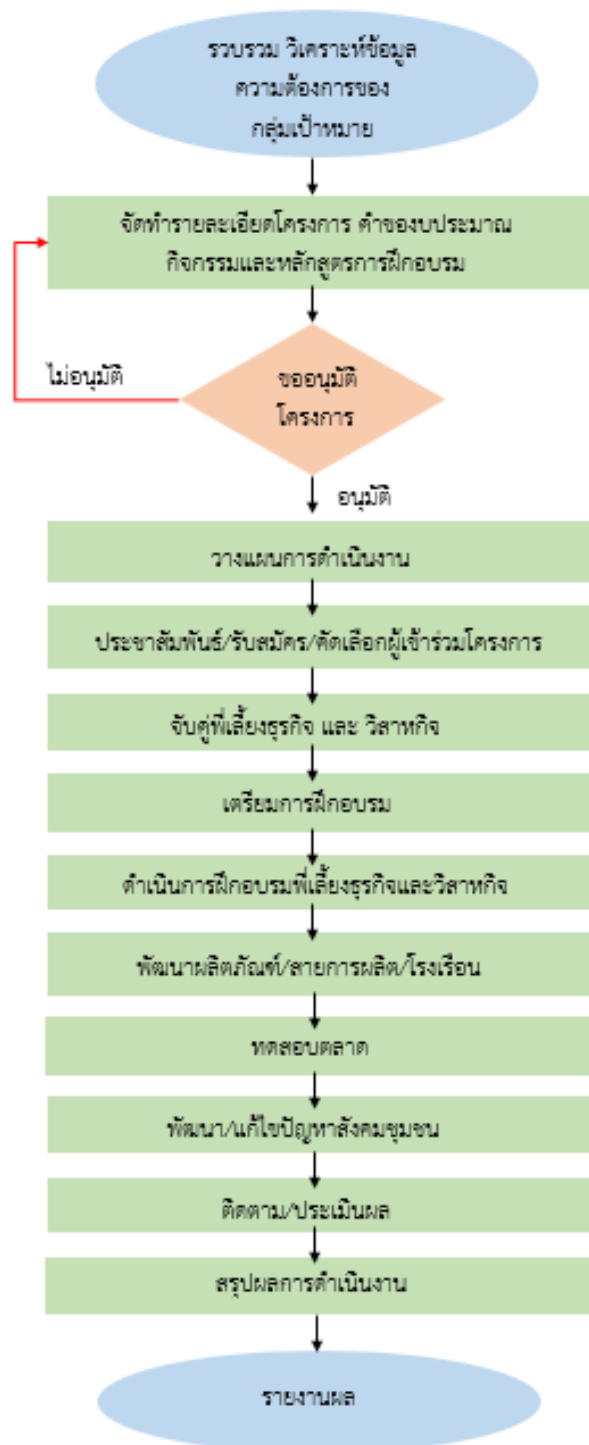 รวบรวม วิเคราะห์ข้อมูล
ความต้องการของ
กลุ่มเป้าหมาย
จัดทำรายละเอียดโครงการ คำของบประมาณ
กิจกรรมและหลักสูตรการฝึกอบรม
ไม่อนุมัติ
ขออนุมัติ
โครงการ
อนุมัติ
วางแผนการดำเนินงาน
ประชาสัมพันธ์/รับสมัคร/คัดเลือกผู้เข้าร่วมโครงการ
จับคู่พี่เลี้ยงธุรกิจ และ วิสาหกิจ
เตรียมการฝึกอบรม
ดำเนินการฝึกอบรมพี่เลี้ยงธุรกิจและวิสาหกิจ
พัฒนาผลิตภัณฑ์/สายการผลิต/โรงเรือน
ทดสอบตลาด
พัฒนา/แก้ไขปัญหาสังคมชุมชน
ติดตาม/ประเมินผล
สรุปผลการดำเนินงาน
รายงานผล